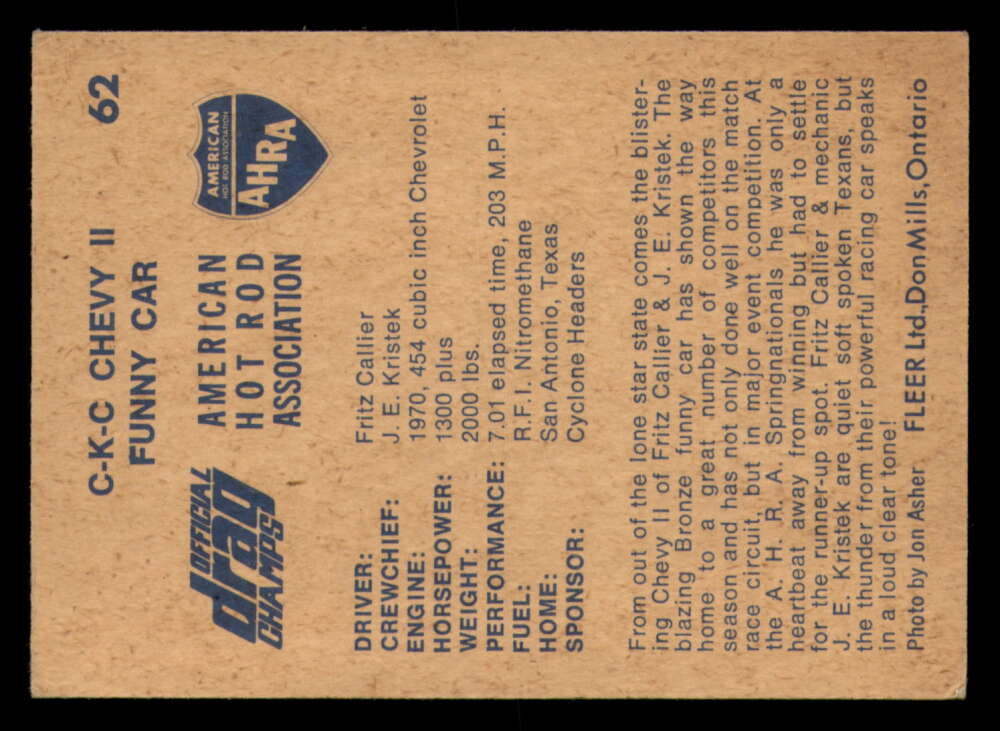 C-K-C CHEVY II 62
FUNNY CAR
OFFICIAL
drag
CHAMPS
AMERICAN
HOT ROD
ASSOCIATION
AMERICAN
HOT ROD ASSOCIATION
AHRA
DRIVER: Fritz Callier
CREWCHIEF: J. E. Kristek
ENGINE: 1970, 454 cubic inch Chevrolet
HORSEPOWER: 1300 plus
WEIGHT: 2000 lbs.
PERFORMANCE: 7.01 elapsed time, 203 M.P.H.
FUEL: R.F.I. Nitromethane
HOME: San Antonio, Texas
SPONSOR: Cyclone Headers
From out of the lone star state comes the blister-
ing Chevy II of Fritz Callier & J. E. Kristek. The
blazing Bronze funny car has shown the way
home to a great number of competitors this
season and has not only done well on the match
race circuit, but in major event competition. At
the A. H. R. A. Springnationals he was only a
heartbeat away from winning but had to settle
for the runner-up spot. Fritz Callier & mechanic
J. E. Kristek are quiet soft spoken Texans, but
the thunder from their powerful racing car speaks
in a loud clear tone!
Photo by Jon Asher FLEER Ltd., Don Mills, Ontario